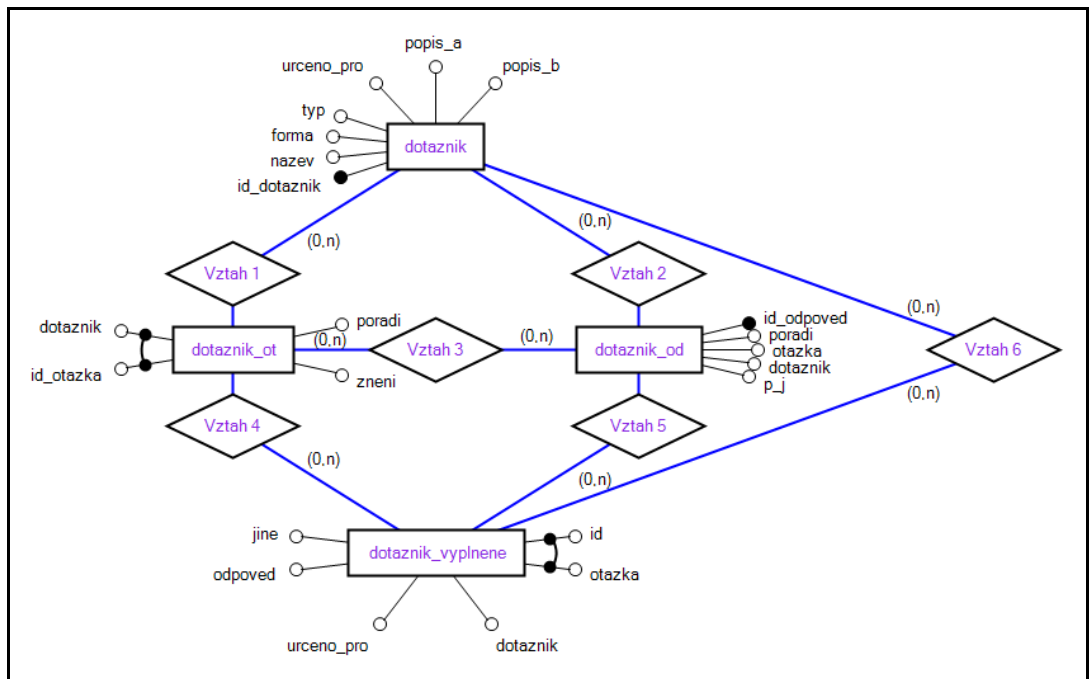 popis_a
urceno_pro
popis_b
typ
forma
nazev
id_dotaznik
dotaznik
(0,n)
(0,n)
Vztah 1
Vztah 2
(0,n)
dotaznik
id_otazka
dotaznik_ot
poradi
(0,n)
zneni
Vztah 3
(0,n)
dotaznik_od
id_odpoved
poradi
otazka
dotaznik
p_j
Vztah 6
(0,n)
Vztah 4
Vztah 5
(0,n)
(0,n)
jine
odpoved
dotaznik_vyplnene
id
otazka
urceno_pro
dotaznik